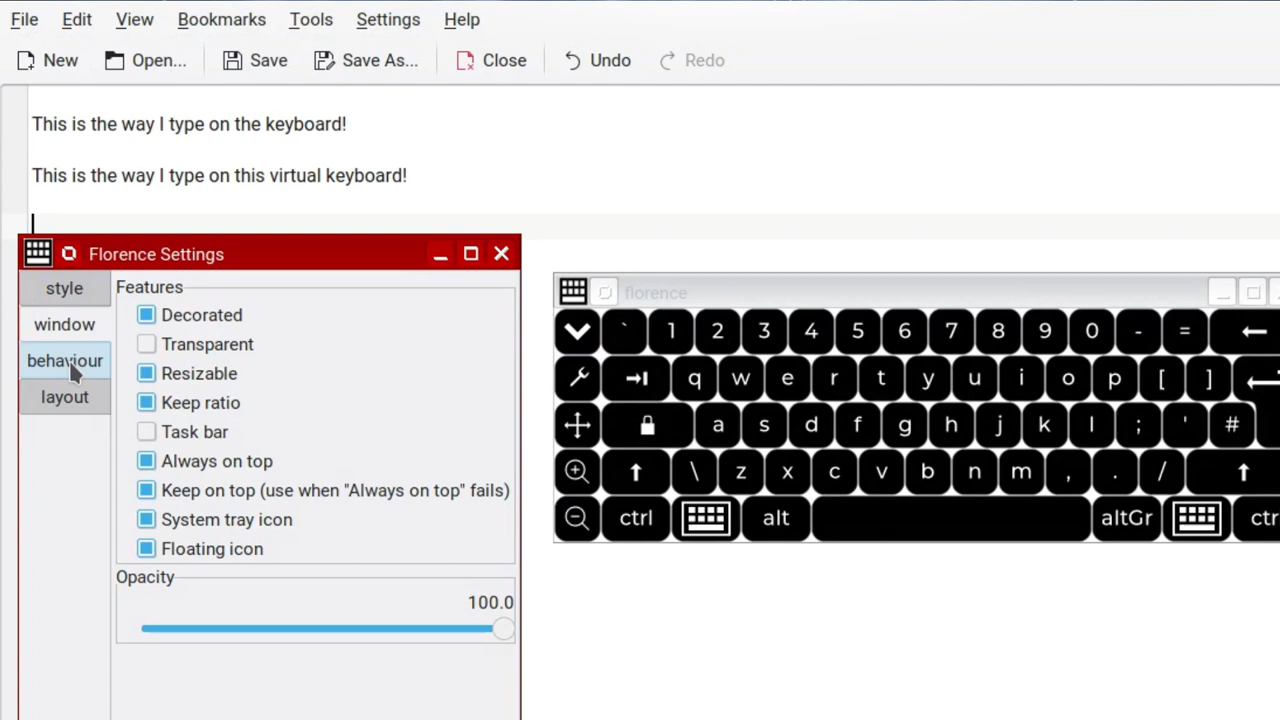 File Edit View Bookmarks Tools Settings Help
New Open... Save Save As... Close Undo Redo
This is the way I type on the keyboard!
This is the way I type on this virtual keyboard!
Florence Settings
style
window
behaviour
layout
Features
Decorated
Transparent
Resizable
Keep ratio
Task bar
Always on top
Keep on top (use when "Always on top" fails)
System tray icon
Floating icon
Opacity
100.0
florence
` 1 2 3 4 5 6 7 8 9 0 - =
q w e r t y u i o p [ ]
a s d f g h j k l ; ' #
\ z x c v b n m , . /
ctrl alt altGr ctr